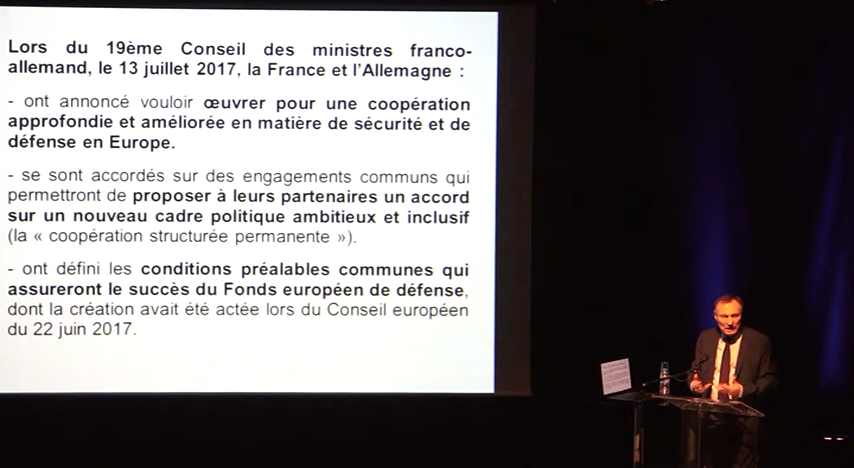 Lors du 19ème Conseil des ministres franco-
allemand, le 13 juillet 2017, la France et l'Allemagne :
- ont annoncé vouloir œuvrer pour une coopération
approfondie et améliorée en matière de sécurité et de
défense en Europe.
- se sont accordés sur des engagements communs qui
permettront de proposer à leurs partenaires un accord
sur un nouveau cadre politique ambitieux et inclusif
(la « coopération structurée permanente »).
- ont défini les conditions préalables communes qui
assureront le succès du Fonds européen de défense,
dont la création avait été actée lors du Conseil européen
du 22 juin 2017.